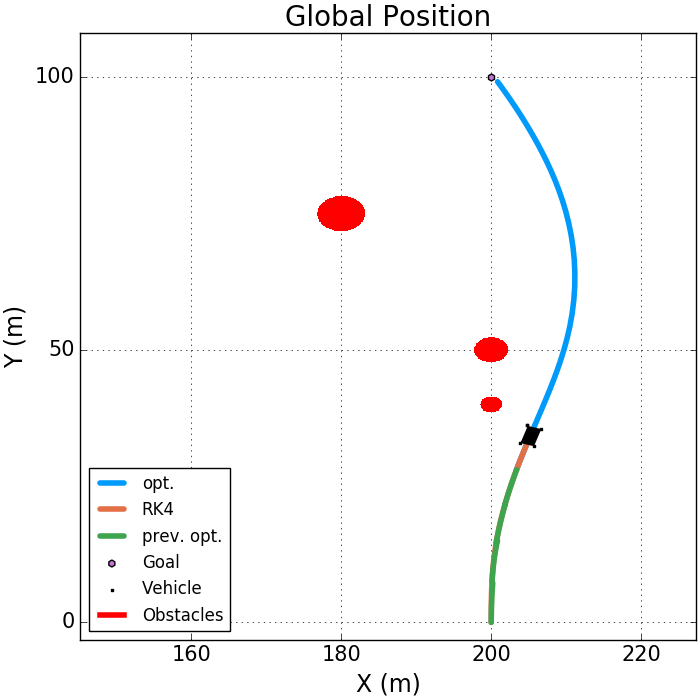 Global Position
100
50
0
Y (m)
opt.
RK4
prev. opt.
Goal
Vehicle
Obstacles
160 180 200 220
X (m)